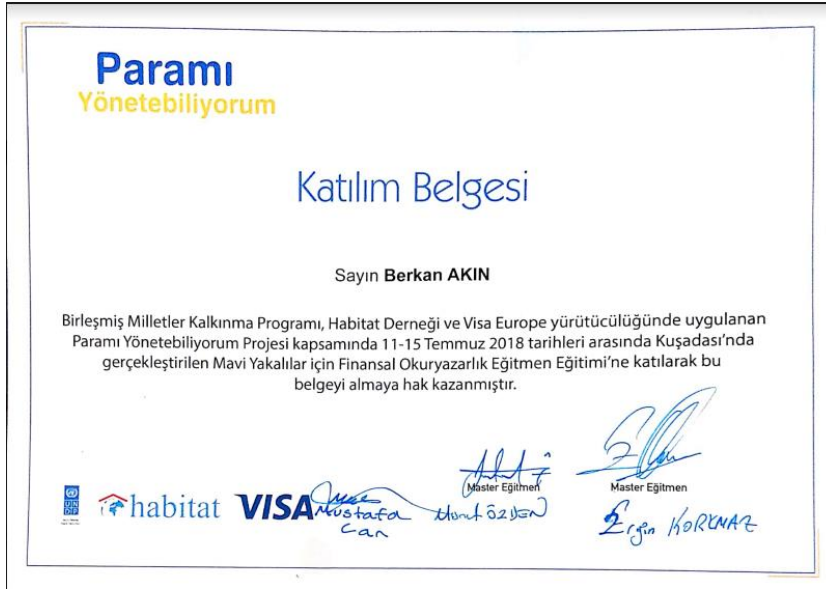 Paramı
Yönetebiliyorum
Katılım Belgesi
Sayın Berkan AKIN
Birleşmiş Milletler Kalkınma Programı, Habitat Derneği ve Visa Europe yürütücülüğünde uygulanan
Paramı Yönetebiliyorum Projesi kapsamında 11-15 Temmuz 2018 tarihleri arasında Kuşadası'nda
gerçekleştirilen Mavi Yakalılar için Finansal Okuryazarlık Eğitmen Eğitimi'ne katılarak bu
belgeyi almaya hak kazanmıştır.
Master Eğitmen
Master Eğitmen
habitat VISA
Mustafa
Can
Murat ÖZDEN
Ergin KORKMAZ